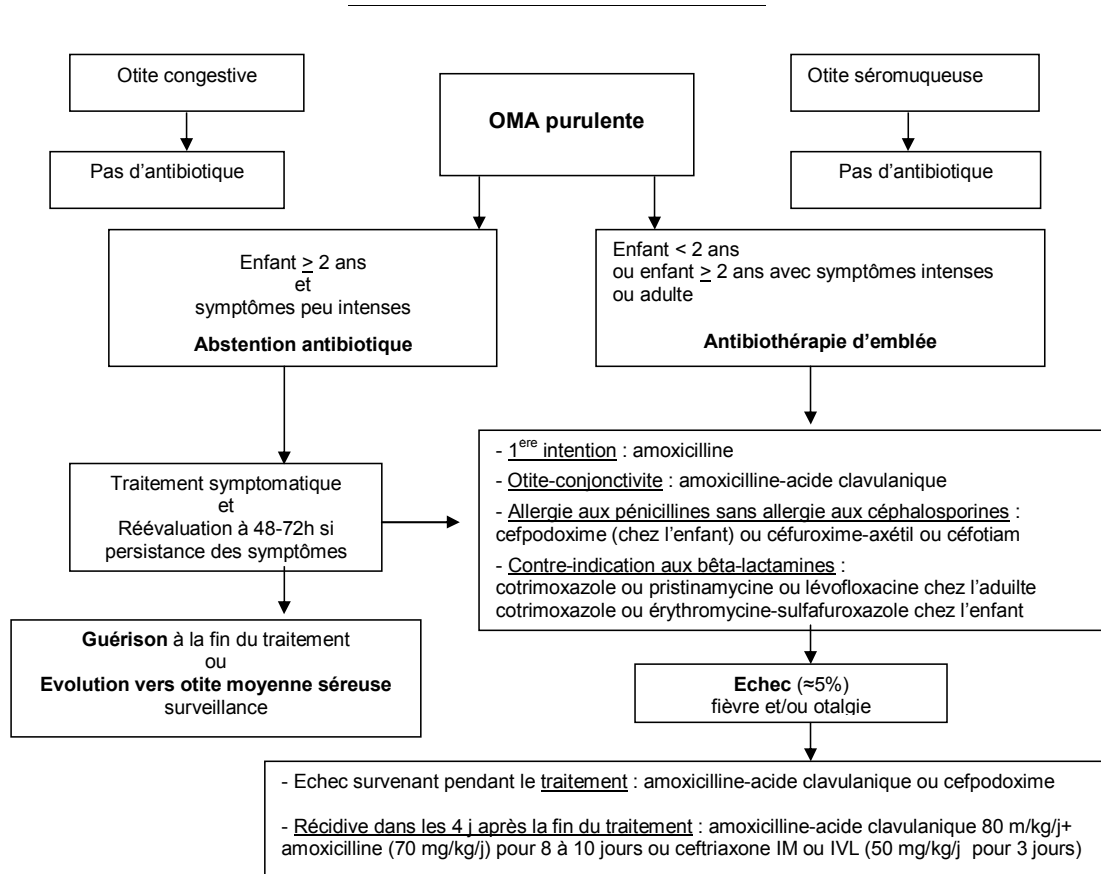 Otite congestive
Pas d'antibiotique
OMA purulente
Otite séromuqueuse
Pas d'antibiotique
Enfant ≥ 2 ans
et
symptômes peu intenses
Abstention antibiotique
Enfant < 2 ans
ou enfant ≥ 2 ans avec symptômes intenses
ou adulte
Antibiothérapie d'emblée
Traitement symptomatique
et
Réévaluation à 48-72h si
persistance des symptômes
- 1ere intention : amoxicilline
- Otite-conjonctivite : amoxicilline-acide clavulanique
- Allergie aux pénicillines sans allergie aux céphalosporines :
cefpodoxime (chez l'enfant) ou céfuroxime-axétil ou céfotiam
- Contre-indication aux bêta-lactamines :
cotrimoxazole ou pristinamycine ou lévofloxacine chez l'aduilte
cotrimoxazole ou érythromycine-sulfafuroxazole chez l'enfant
Guérison à la fin du traitement
ou
Evolution vers otite moyenne séreuse
surveillance
Echec (≈5%)
fièvre et/ou otalgie
- Echec survenant pendant le traitement : amoxicilline-acide clavulanique ou cefpodoxime
- Récidive dans les 4 j après la fin du traitement : amoxicilline-acide clavulanique 80 m/kg/j+
amoxicilline (70 mg/kg/j) pour 8 à 10 jours ou ceftriaxone IM ou IVL (50 mg/kg/j pour 3 jours)